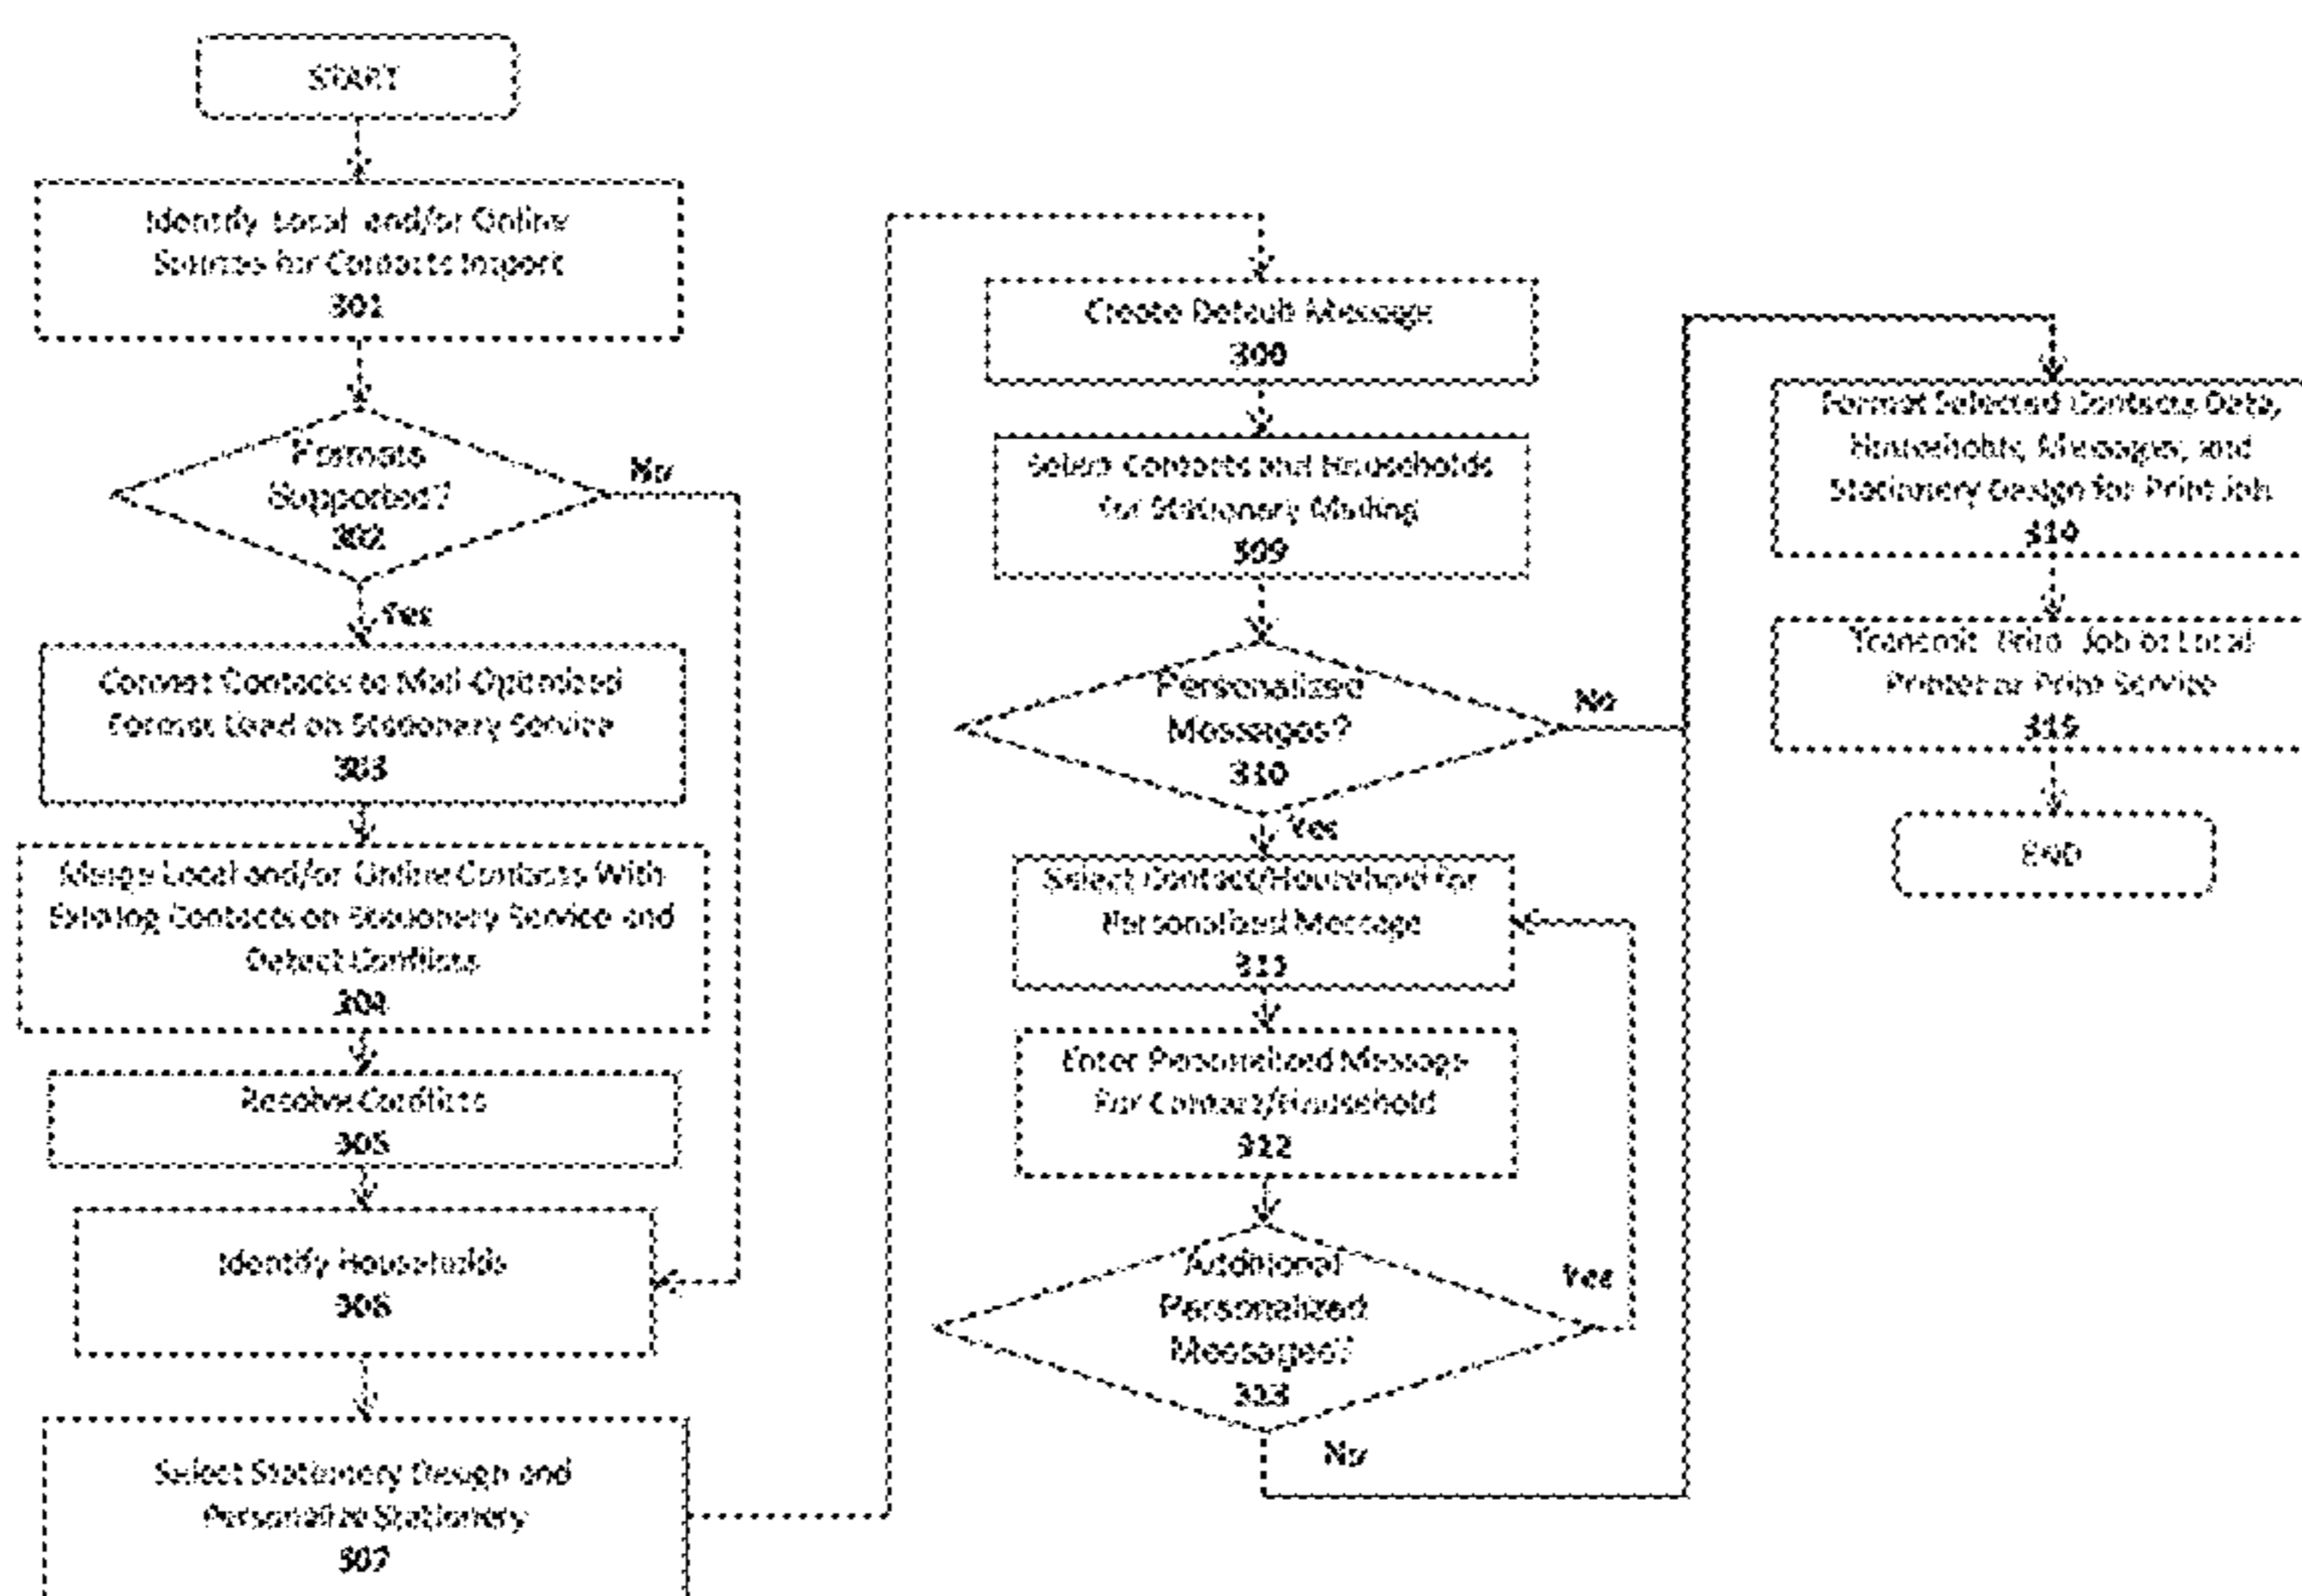 START
Identify Local and/or Online
Sources for Contacts Import
301
Formats
Supported?
302
No
Yes
Convert Contacts to Mail-Optimized
Format Used on Stationery Service
303
Merge Local and/or Online Contacts With
Existing Contacts on Stationery Service and
Detect Conflicts
304
Resolve Conflicts
305
Identify Households
306
Select Stationery Design and
Personalize Stationery
307
Create Default Message
308
Select Contacts and Households
for Stationery Mailing
309
Personalized
Messages?
310
No
Yes
Select Contact/Household for
Personalized Message
311
Enter Personalized Message
For Contact/Household
312
Additional
Personalized
Messages?
313
Yes
No
Format Selected Contacts Data,
Households, Messages, and
Stationery Design for Print Job
314
Transmit Print Job or Local
Printer or Print Service
315
END